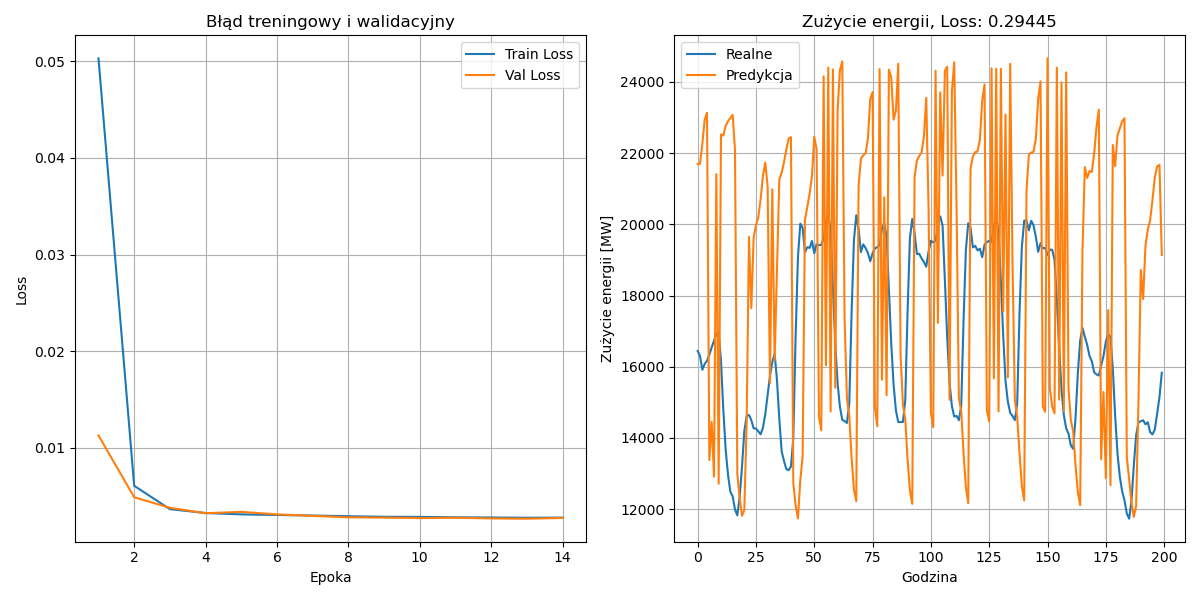 Błąd treningowy i walidacyjny
Train Loss
Val Loss
0.05
0.04
0.03
0.02
0.01
Loss
2
4
6
8
10
12
14
Epoka
Zużycie energii, Loss: 0.29445
Realne
Predykcja
24000
22000
20000
18000
16000
14000
12000
Zużycie energii [MW]
0
25
50
75
100
125
150
175
200
Godzina